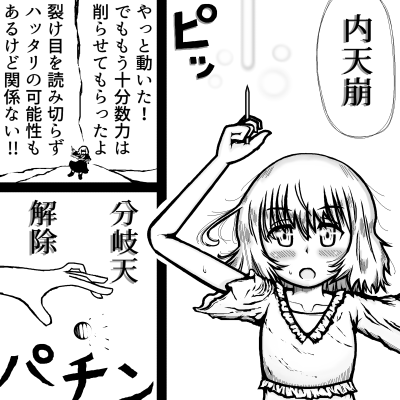 内天崩
ピッ
やっと動いた！
でももう十分数力は
削らせてもらったよ
裂け目を読み切らず
ハッタリの可能性も
あるけど関係ない!!
分岐天
解除
パチン